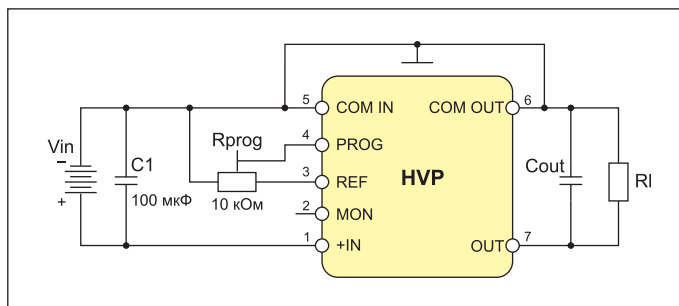 5
COM IN
COM OUT
6
Vin
−
+
C1
100 мкФ
Rprog
10 кОм
4
PROG
3
REF
HVP
2
MON
1
+IN
OUT
7
Cout
Rl